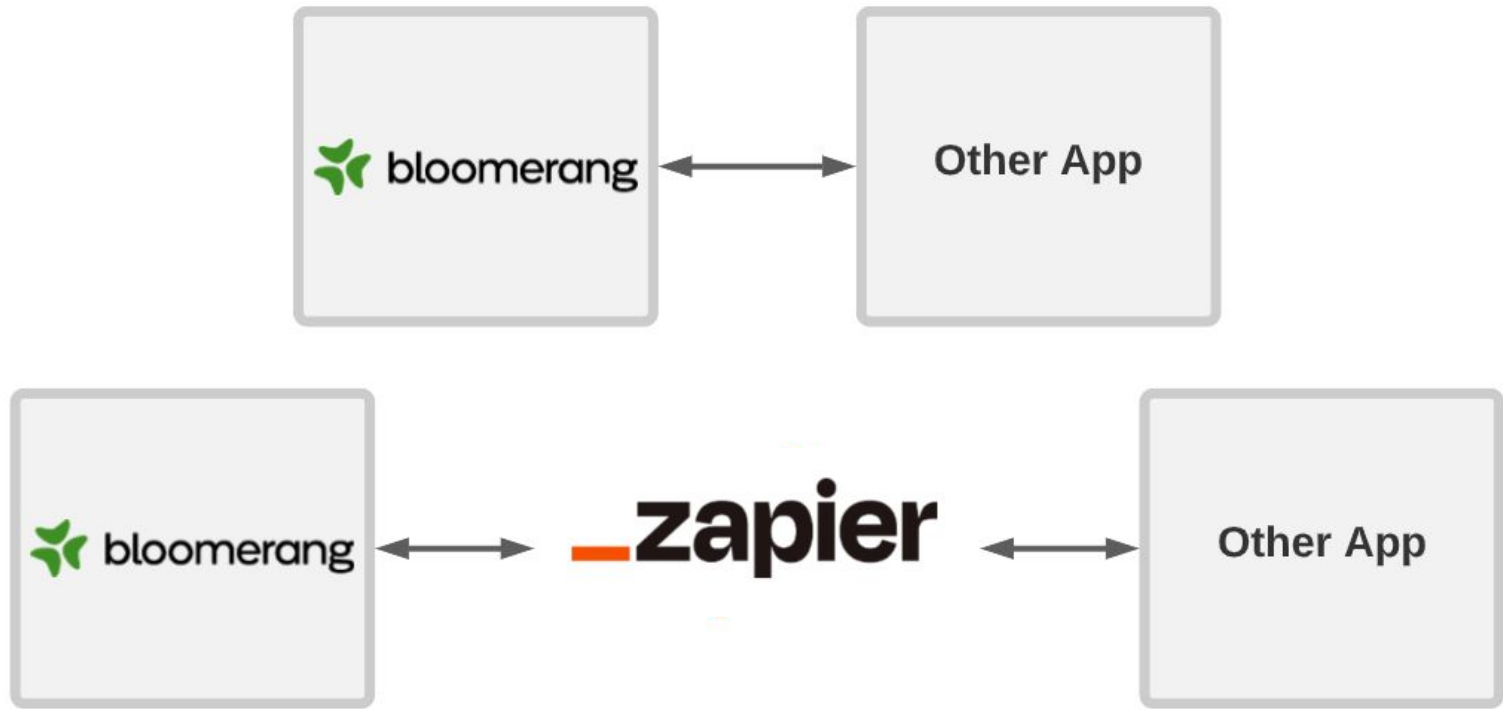 bloomerang
Other App
bloomerang
zapier
Other App